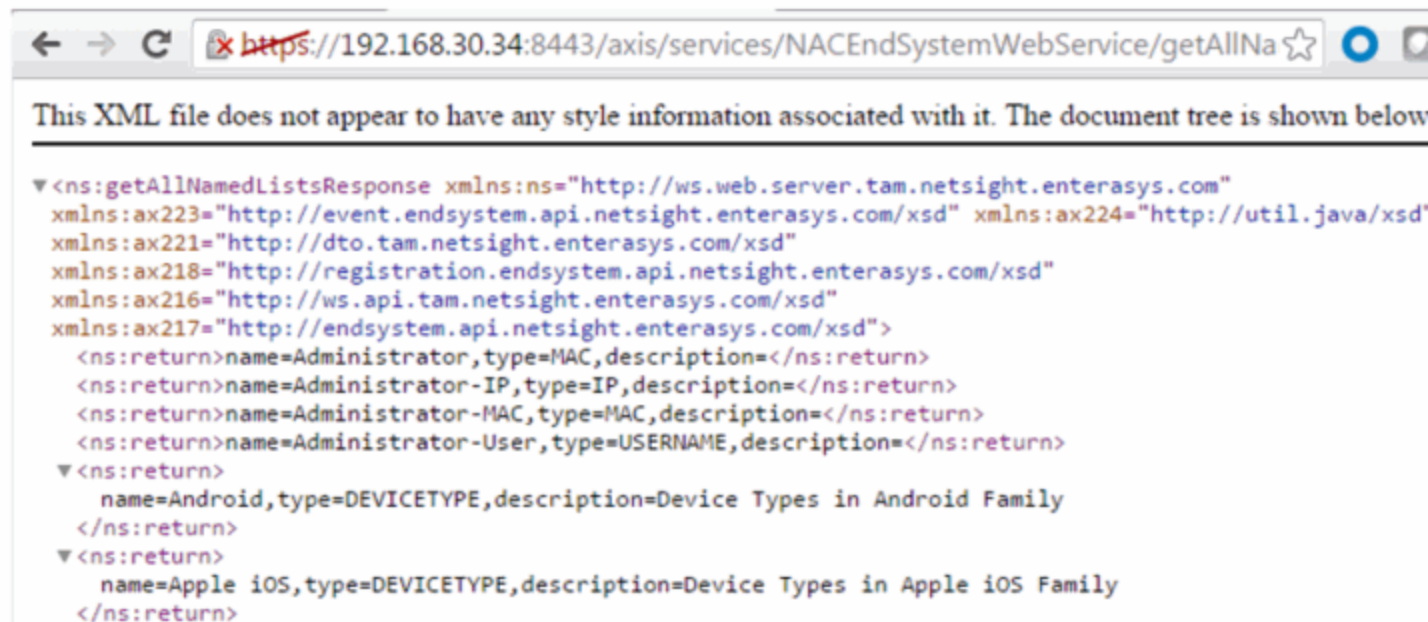 https://192.168.30.34:8443/axis/services/NACEndSystemWebService/getAllNa
This XML file does not appear to have any style information associated with it. The document tree is shown below
<ns:getAllNamedListsResponse xmlns:ns="http://ws.web.server.tam.netsight.enterasys.com"
xmlns:ax223="http://event.endsystem.api.netsight.enterasys.com/xsd" xmlns:ax224="http://util.java/xsd"
xmlns:ax221="http://dto.tam.netsight.enterasys.com/xsd"
xmlns:ax218="http://registration.endsystem.api.netsight.enterasys.com/xsd"
xmlns:ax216="http://ws.api.tam.netsight.enterasys.com/xsd"
xmlns:ax217="http://endsystem.api.netsight.enterasys.com/xsd">
<ns:return>name=Administrator,type=MAC,description=</ns:return>
<ns:return>name=Administrator-IP,type=IP,description=</ns:return>
<ns:return>name=Administrator-MAC,type=MAC,description=</ns:return>
<ns:return>name=Administrator-User,type=USERNAME,description=</ns:return>
<ns:return>
name=Android,type=DEVICETYPE,description=Device Types in Android Family
</ns:return>
<ns:return>
name=Apple iOS,type=DEVICETYPE,description=Device Types in Apple iOS Family
</ns:return>